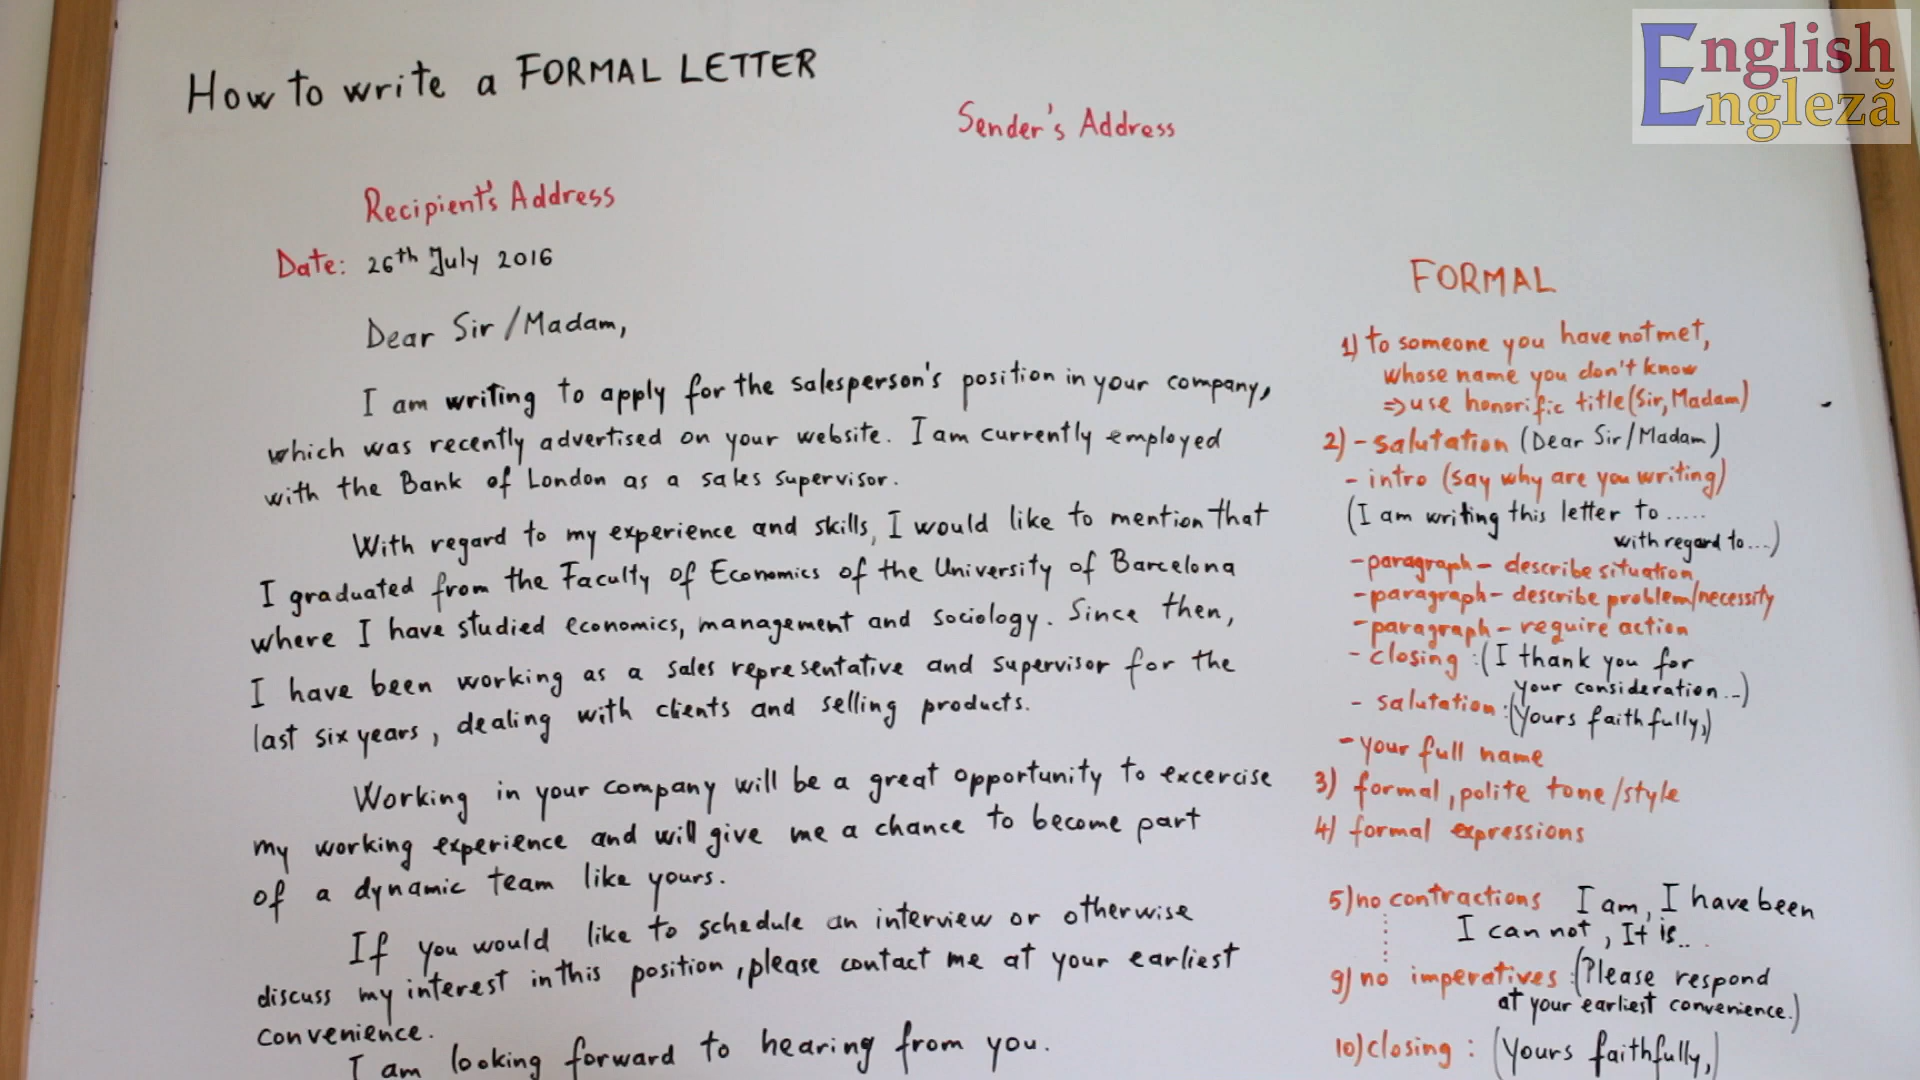 English
Engleză
How to write a FORMAL LETTER
Sender's Address
Recipient's Address
Date: 26th July 2016
Dear Sir/Madam,
I am writing to apply for the salesperson's position in your company,
which was recently advertised on your website. I am currently employed
with the Bank of London as a sales supervisor.
With regard to my experience and skills, I would like to mention that
I graduated from the Faculty of Economics of the University of Barcelona
where I have studied economics, management and sociology. Since then,
I have been working as a sales representative and supervisor for the
last six years, dealing with clients and selling products.
Working in your company will be a great opportunity to excercise
my working experience and will give me a chance to become part
of a dynamic team like yours.
If you would like to schedule an interview or otherwise
discuss my interest in this position, please contact me at your earliest
convenience.
I am looking forward to hearing from you.
FORMAL
1) to someone you have not met,
whose name you don't know
=> use honorific title (Sir, Madam)
2) - salutation (Dear Sir/Madam)
- intro (say why are you writing)
(I am writing this letter to .....
with regard to ....)
- paragraph - describe situation
- paragraph - describe problem/necessity
- paragraph - require action
- closing : (I thank you for
your consideration...)
- salutation : (Yours faithfully,)
- your full name
3) formal, polite tone/style
4) formal expressions
5) no contractions I am, I have been
I can not, It is...
9) no imperatives : (Please respond
at your earliest convenience.)
10) closing : (Yours faithfully,)